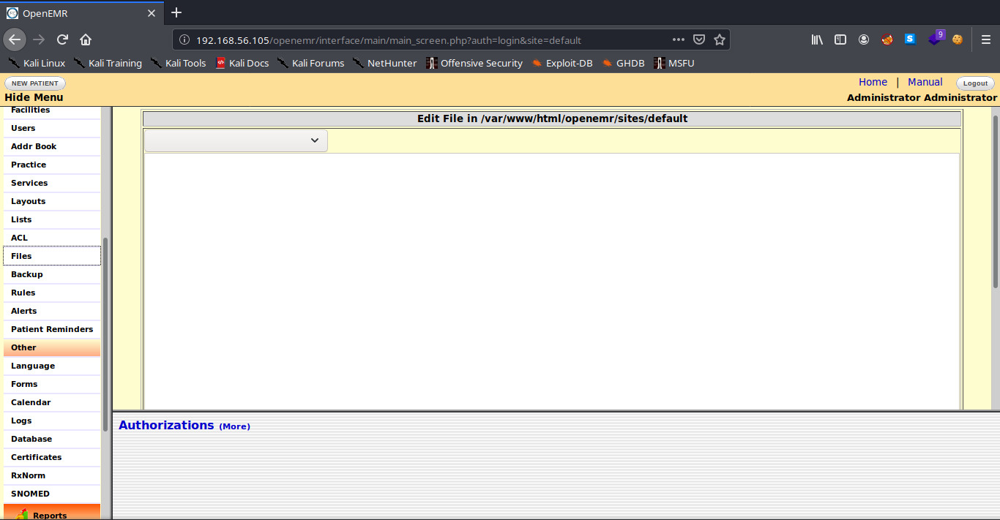 OpenEMR
192.168.56.105/openemr/interface/main/main_screen.php?auth=login&site=default
9
S
Kali Linux Kali Training Kali Tools Kali Docs Kali Forums NetHunter Offensive Security Exploit-DB GHDB MSFU
NEW PATIENT
Home | Manual Logout
Hide Menu
Administrator Administrator
Facilities
Users
Addr Book
Practice
Services
Layouts
Lists
ACL
Files
Backup
Rules
Alerts
Patient Reminders
Other
Language
Forms
Calendar
Logs
Database
Certificates
RxNorm
SNOMED
Reports
Edit File in /var/www/html/openemr/sites/default
Authorizations (More)